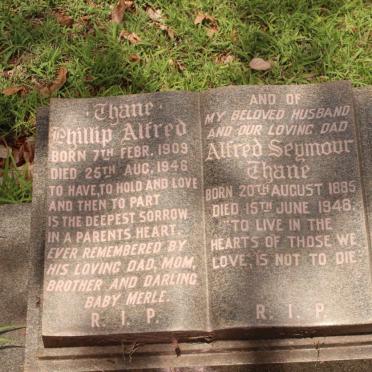 Thane
Philip Alfred
BORN 7TH FEBR, 1909
DIED 25TH AUG, 1946
TO HAVE, TO HOLD AND LOVE
AND THEN TO PART
IS THE DEEPEST SORROW
IN A PARENTS HEART.
EVER REMEMBERED BY
HIS LOVING DAD, MOM,
BROTHER AND DARLING
BABY MERLE.
R. I. P.
AND OF
MY BELOVED HUSBAND
AND OUR LOVING DAD
Alfred Seymour
Thane
BORN 20TH AUGUST 1885
DIED 15TH JUNE 1948.
"TO LIVE IN THE
HEARTS OF THOSE WE
LOVE, IS NOT TO DIE."
R. I. P.